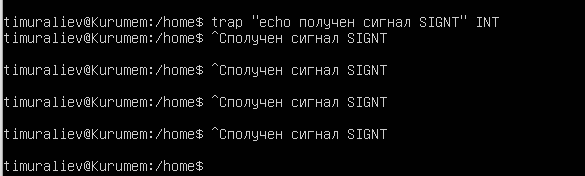 timuraliev@Kurumem:/home$ trap "echo получен сигнал SIGNT" INT
timuraliev@Kurumem:/home$ ^Cполучен сигнал SIGNT
timuraliev@Kurumem:/home$ ^Cполучен сигнал SIGNT
timuraliev@Kurumem:/home$ ^Cполучен сигнал SIGNT
timuraliev@Kurumem:/home$ ^Cполучен сигнал SIGNT
timuraliev@Kurumem:/home$